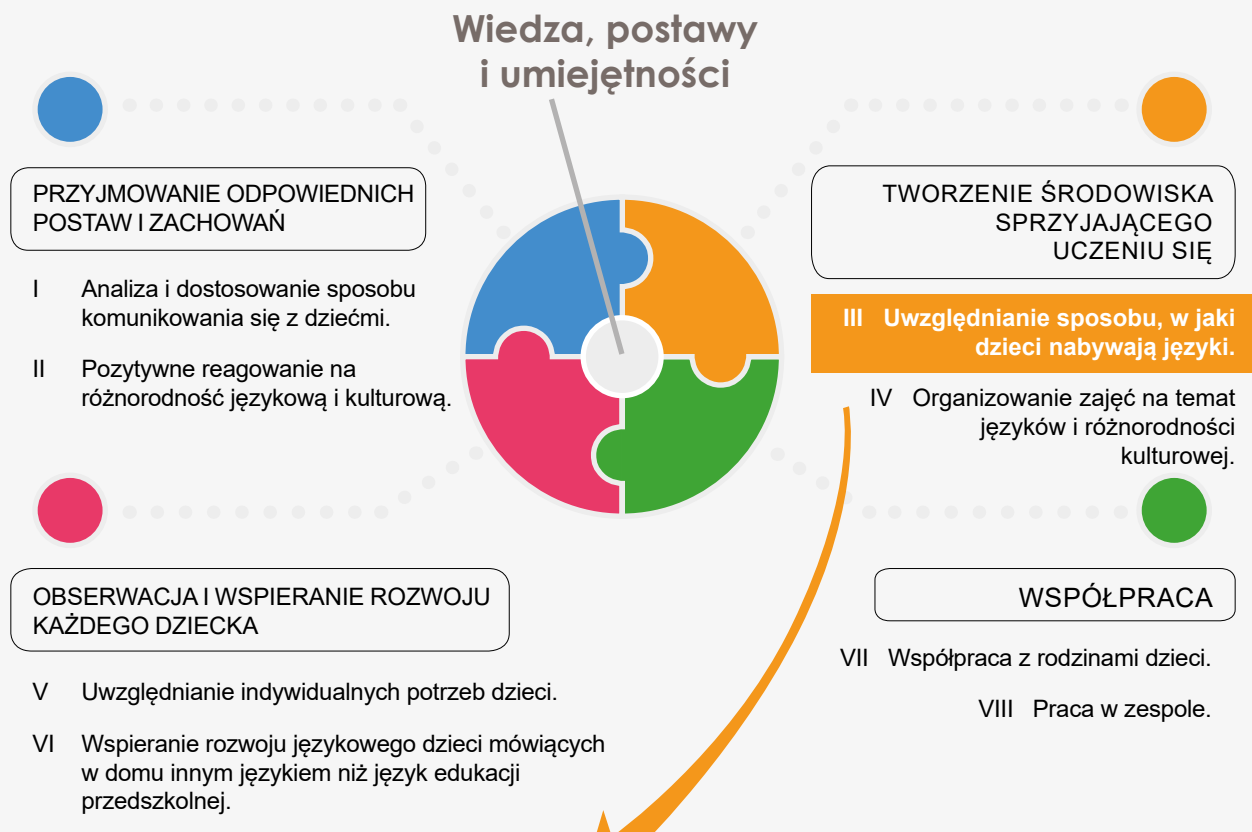 Wiedza, postawy
i umiejętności
PRZYJMOWANIE ODPOWIEDNICH
POSTAW I ZACHOWAŃ
I Analiza i dostosowanie sposobu
komunikowania się z dziećmi.
II Pozytywne reagowanie na
różnorodność językową i kulturową.
TWORZENIE ŚRODOWISKA
SPRZYJAJĄCEGO
UCZENIU SIĘ
III Uwzględnianie sposobu, w jaki
dzieci nabywają języki.
IV Organizowanie zajęć na temat
języków i różnorodności
kulturowej.
OBSERWACJA I WSPIERANIE ROZWOJU
KAŻDEGO DZIECKA
V Uwzględnianie indywidualnych potrzeb dzieci.
VI Wspieranie rozwoju językowego dzieci mówiących
w domu innym językiem niż język edukacji
przedszkolnej.
WSPÓŁPRACA
VII Współpraca z rodzinami dzieci.
VIII Praca w zespole.